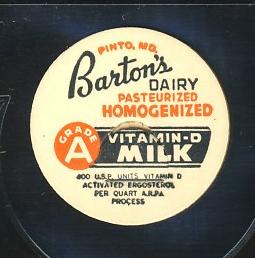 PINTO, MD.
Barton's
DAIRY
PASTEURIZED
HOMOGENIZED
GRADE
A
VITAMIN-D
MILK
400 U.S.P. UNITS VITAMIN D
ACTIVATED ERGOSTEROL
PER QUART A.R.P.A.
PROCESS